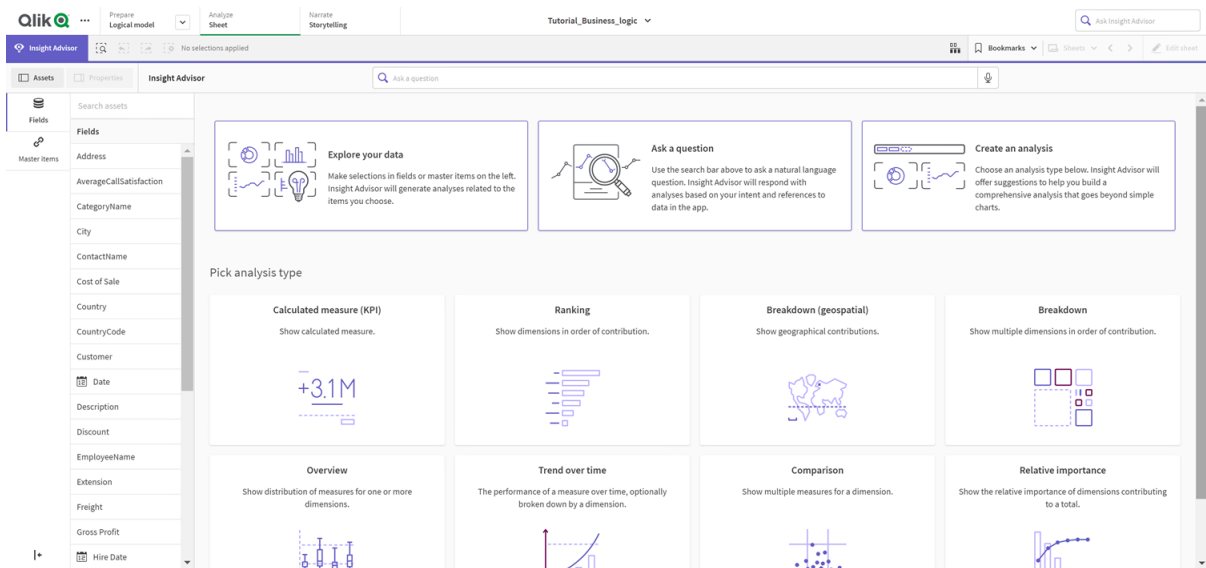 Qlik
Prepare
Logical model
Analyze
Sheet
Narrate
Storytelling
Tutorial_Business_logic
Ask Insight Advisor
Insight Advisor
No selections applied
Bookmarks
Sheets
Edit sheet
Assets
Properties
Insight Advisor
Ask a question
Fields
Master items
Search assets
Fields
Address
AverageCallSatisfaction
CategoryName
City
ContactName
Cost of Sale
Country
CountryCode
Customer
Date
Description
Discount
EmployeeName
Extension
Freight
Gross Profit
Hire Date
Explore your data
Make selections in fields or master items on the left.
Insight Advisor will generate analyses related to the
items you choose.
Ask a question
Use the search bar above to ask a natural language
question. Insight Advisor will respond with
analyses based on your intent and references to
data in the app.
Create an analysis
Choose an analysis type below. Insight Advisor will
offer suggestions to help you build a
comprehensive analysis that goes beyond simple
charts.
Pick analysis type
Calculated measure (KPI)
Show calculated measure.
+3.1M
Ranking
Show dimensions in order of contribution.
Breakdown (geospatial)
Show geographical contributions.
Breakdown
Show multiple dimensions in order of contribution.
Overview
Show distribution of measures for one or more
dimensions.
Trend over time
The performance of a measure over time, optionally
broken down by a dimension.
Comparison
Show multiple measures for a dimension.
Relative importance
Show the relative importance of dimensions contributing
to a total.